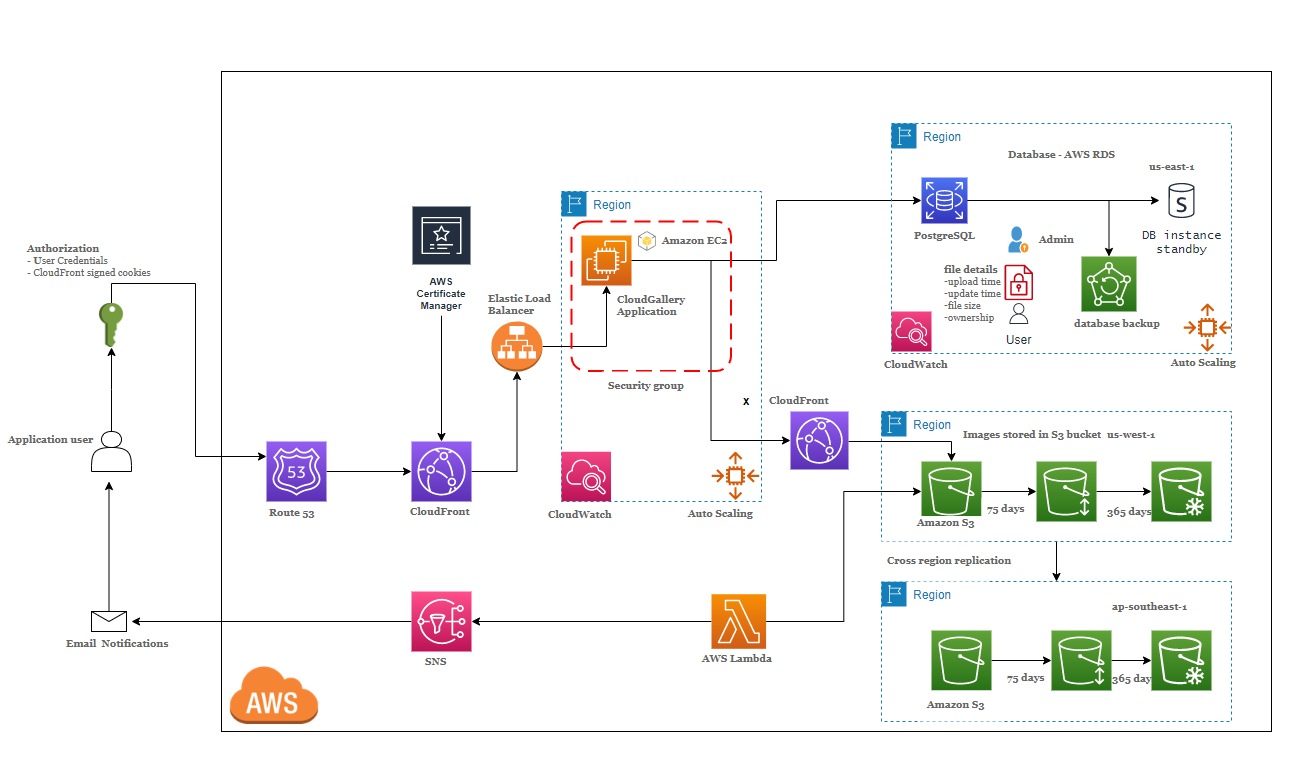 Region
Database - AWS RDS
us-east-1
Region
S
PostgreSQL
DB instance
standby
Admin
Amazon EC2
Authorization
- User Credentials
- CloudFront signed cookies
file details
-upload time
-update time
-file size
-ownership
AWS
Certificate
Manager
Elastic Load
Balancer
CloudGallery
Application
database backup
User
CloudWatch
Auto Scaling
Security group
x
CloudFront
Region
Images stored in S3 bucket us-west-1
Application user
53
Route 53
CloudFront
CloudWatch
Auto Scaling
75 days
365 days
Amazon S3
Cross region replication
Region
ap-southeast-1
Email Notifications
SNS
AWS Lambda
75 days
365 day
Amazon S3
AWS